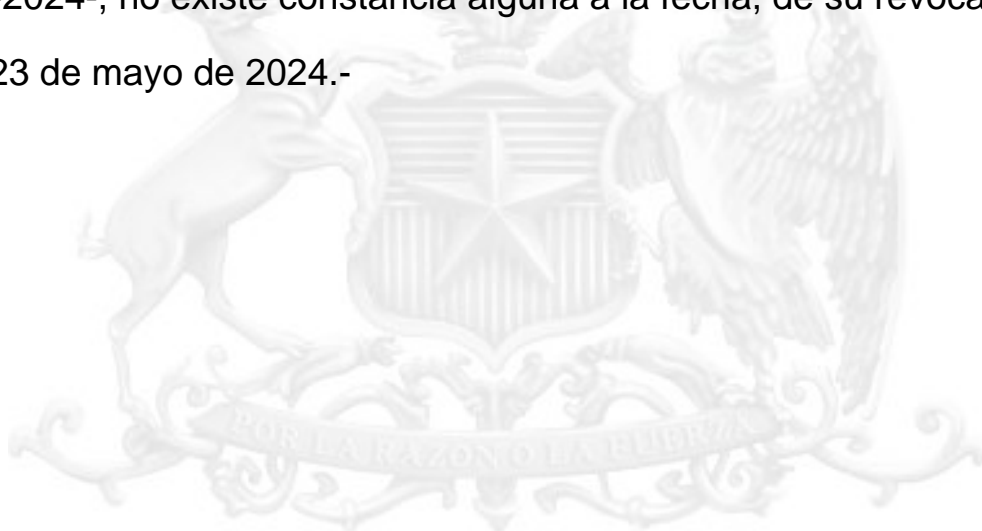 2024-, no existe constancia alguna a la fecha, de su revoca
23 de mayo de 2024.-
POR LA RAZON O LA FUERZA